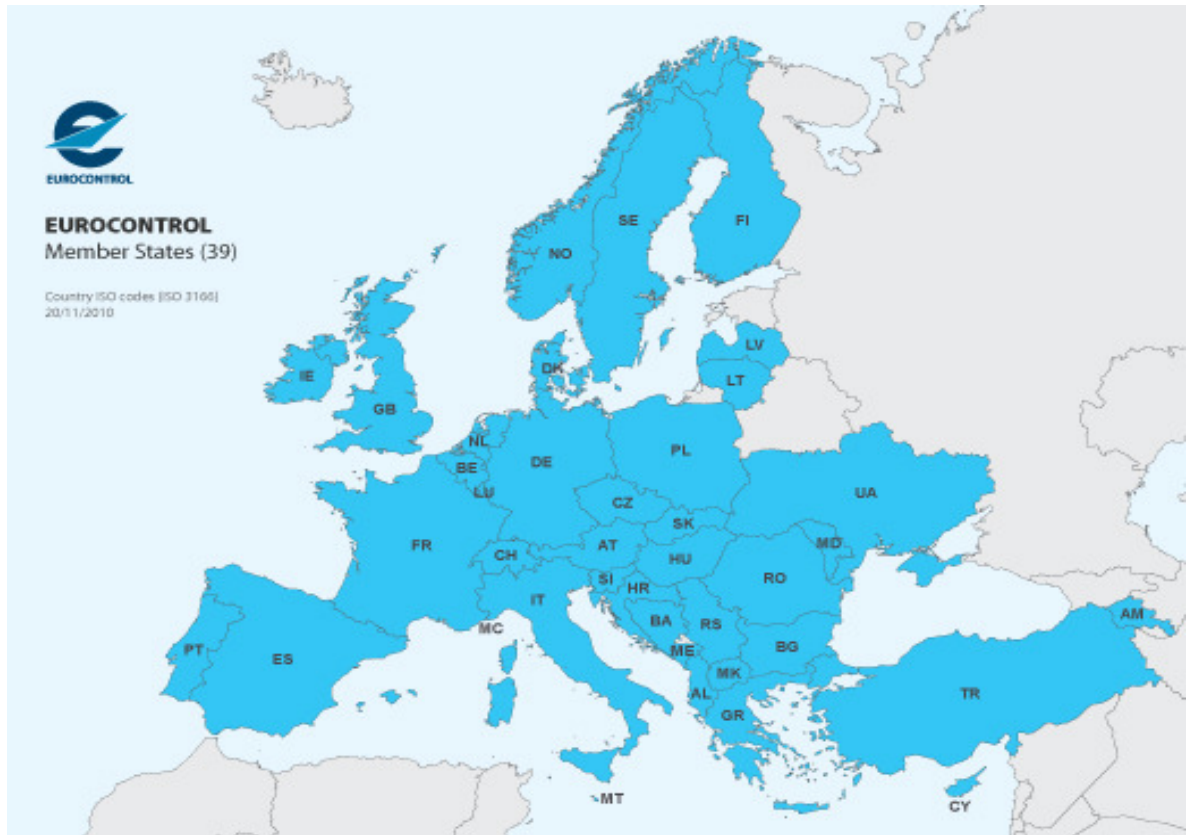 EUROCONTROL
EUROCONTROL
Member States (39)
Country ISO codes (ISO 3166)
20/11/2010
SE
FI
NO
LV
DK
IE
LT
GB
NL
DE
PL
BE
LU
CZ
UA
SK
FR
AT
MD
CH
HU
SI
RO
HR
IT
BA
RS
AM
MC
PT
ES
ME
BG
MK
AL
TR
GR
MT
CY